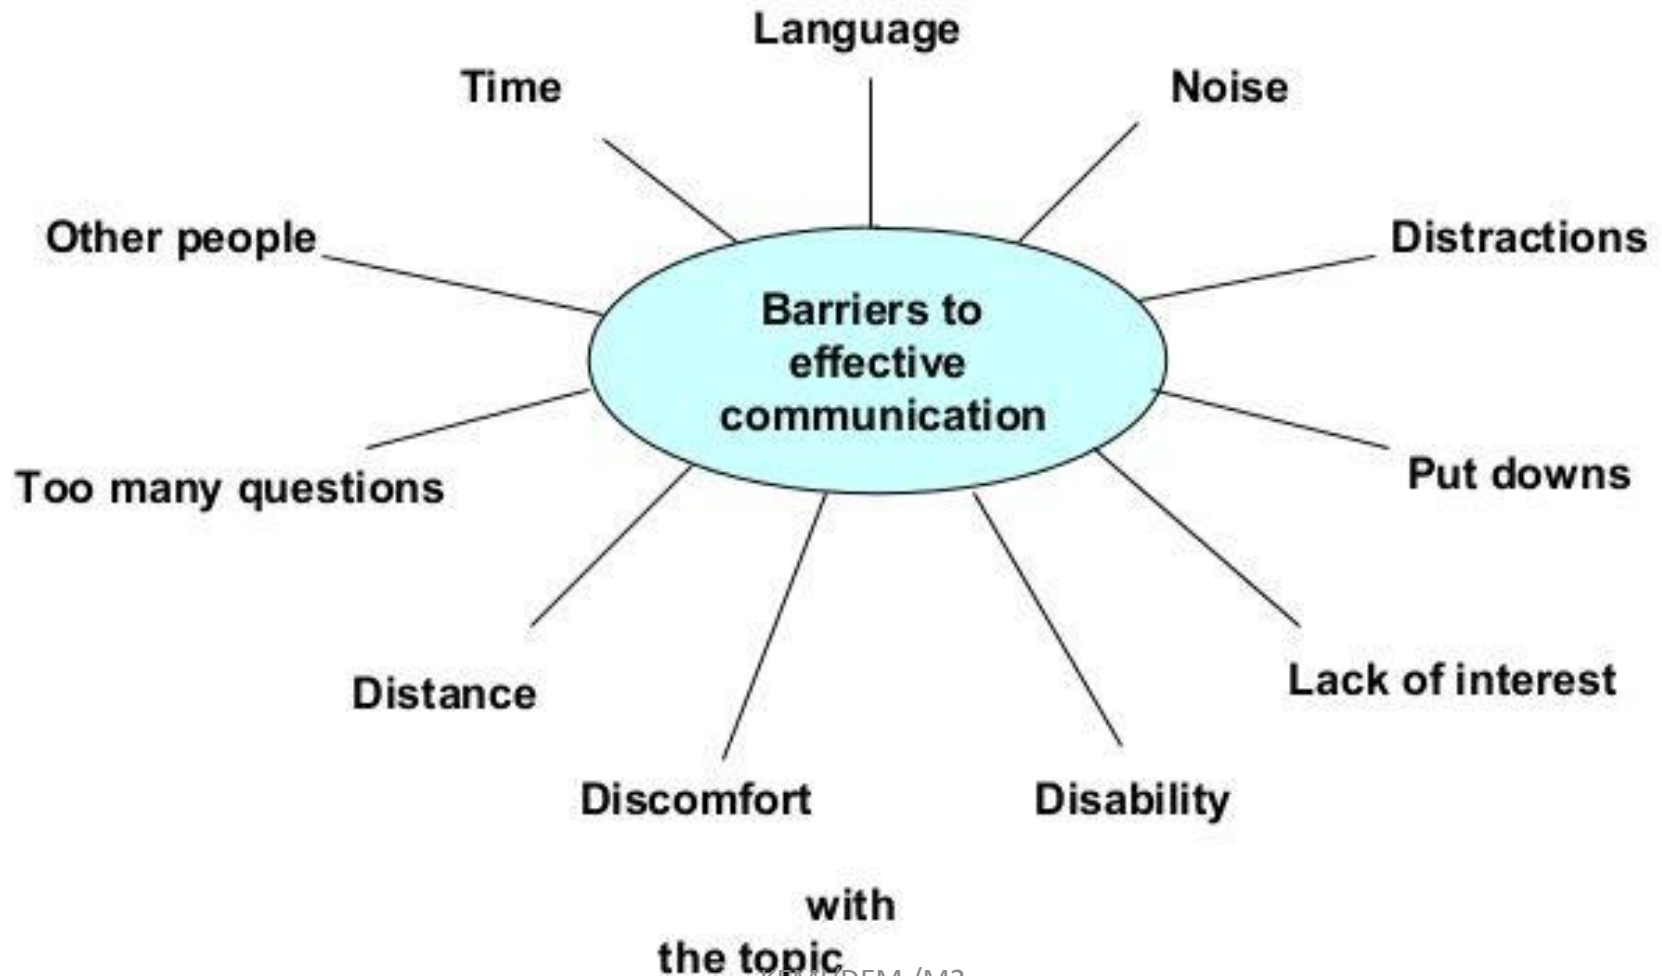 Language
Time
Noise
Other people
Distractions
Barriers to
effective
communication
Too many questions
Put downs
Distance
Lack of interest
Discomfort
Disability
with
the topic